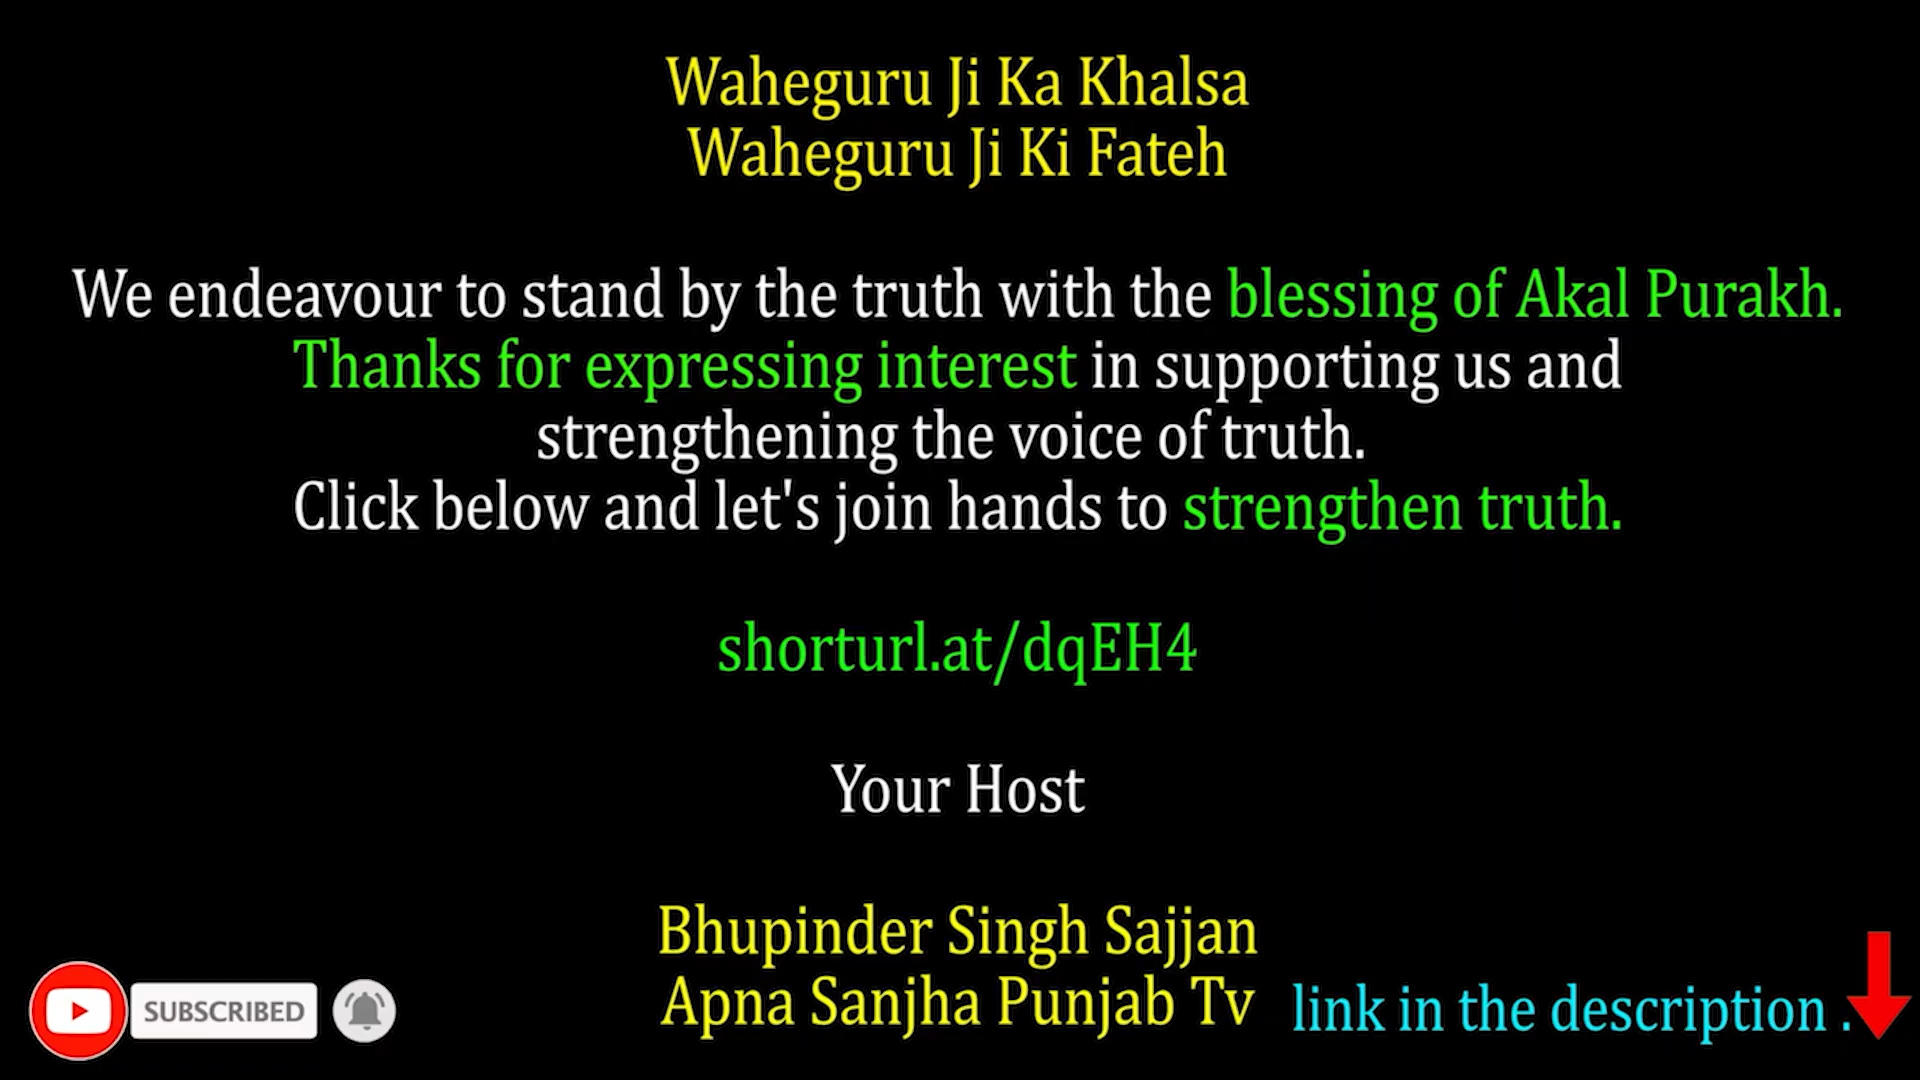 Waheguru Ji Ka Khalsa
Waheguru Ji Ki Fateh
We endeavour to stand by the truth with the blessing of Akal Purakh.
Thanks for expressing interest in supporting us and
strengthening the voice of truth.
Click below and let's join hands to strengthen truth.
shorturl.at/dqEH4
Your Host
Bhupinder Singh Sajjan
Apna Sanjha Punjab Tv
link in the description .
SUBSCRIBED